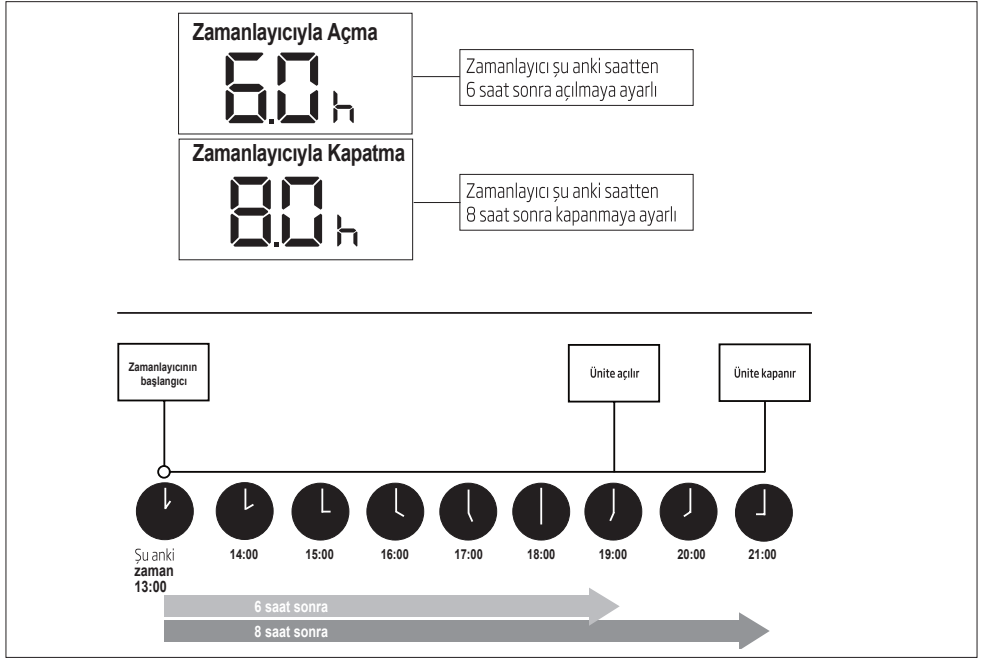 Zamanlayıcıyla Açma
6.0 h
Zamanlayıcı şu anki saatten
6 saat sonra açılmaya ayarlı
Zamanlayıcıyla Kapatma
8.0 h
Zamanlayıcı şu anki saatten
8 saat sonra kapanmaya ayarlı
Zamanlayıcının
başlangıcı
Ünite açılır
Ünite kapanır
Şu anki
zaman
13:00
14:00
15:00
16:00
17:00
18:00
19:00
20:00
21:00
6 saat sonra
8 saat sonra